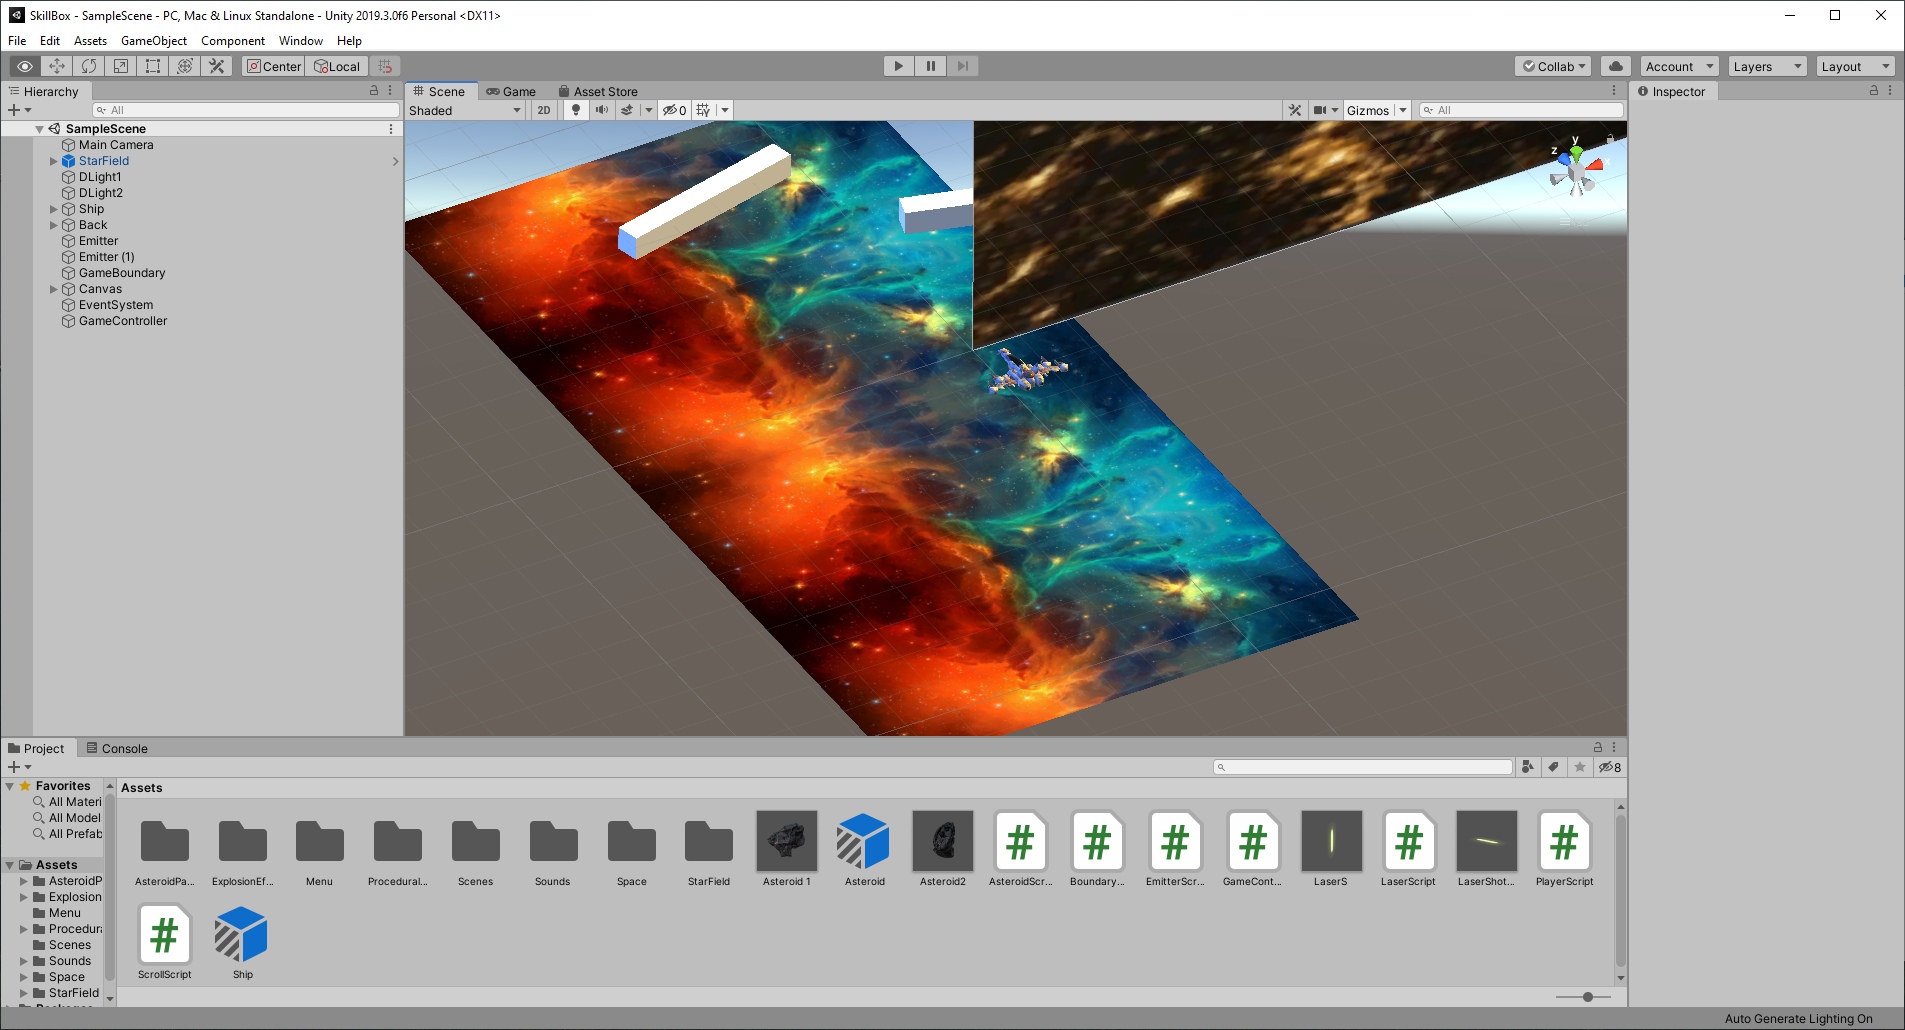 SkillBox - SampleScene - PC, Mac & Linux Standalone - Unity 2019.3.0f6 Personal <DX11>
File Edit Assets GameObject Component Window Help
Center Local Collab Account Layers Layout
Hierarchy
All
SampleScene
Main Camera
StarField
DLight1
DLight2
Ship
Back
Emitter
Emitter (1)
GameBoundary
Canvas
EventSystem
GameController
Scene Game Asset Store
Shaded 2D 0 Gizmos All
y
z
x
Inspector
Project Console
8
Favorites
All Materi
All Model
All Prefab
Assets
AsteroidP
Explosion
Menu
Procedura
Scenes
Sounds
Space
StarField
Assets
AsteroidPa... ExplosionEf... Menu Procedural... Scenes Sounds Space StarField Asteroid 1 Asteroid Asteroid2 AsteroidScr... Boundary... EmitterScr... GameCont... LaserS LaserScript LaserShot... PlayerScript
ScrollScript Ship
Auto Generate Lighting On